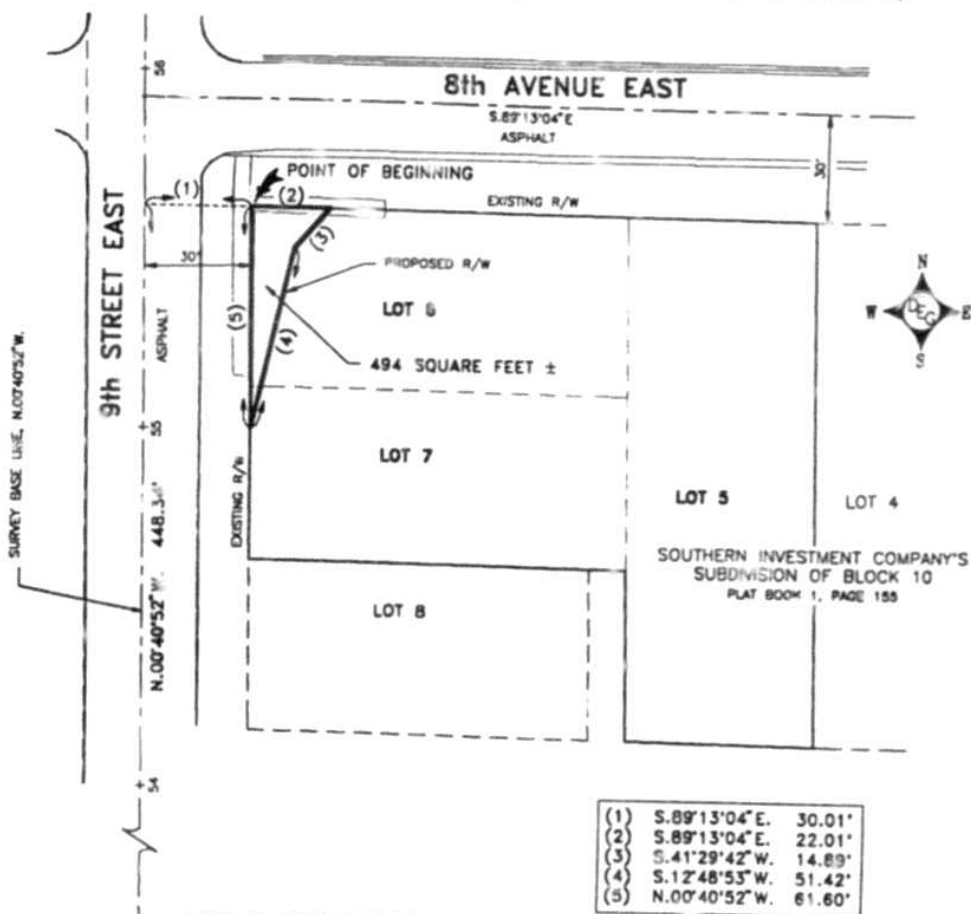 56
8th AVENUE EAST
S.89°13'04"E
ASPHALT
POINT OF BEGINNING
(1)
(2)
EXISTING R/W
30'
9th STREET EAST
ASPHALT
30'
(3)
PROPOSED R/W
LOT 6
(5)
(4)
494 SQUARE FEET ±
N
W
DEG
E
S
55
LOT 7
EXISTING R/W
SURVEY BASE LINE, N.00°40'52"W.
N.00°40'52"W.
LOT 5
LOT 4
SOUTHERN INVESTMENT COMPANY'S
SUBDIVISION OF BLOCK 10
PLAT BOOK 1, PAGE 155
LOT 8
54
(1) S.89°13'04"E. 30.01'
(2) S.89°13'04"E. 22.01'
(3) S.41°29'42"W. 14.89'
(4) S.12°48'53"W. 51.42'
(5) N.00°40'52"W. 61.60'